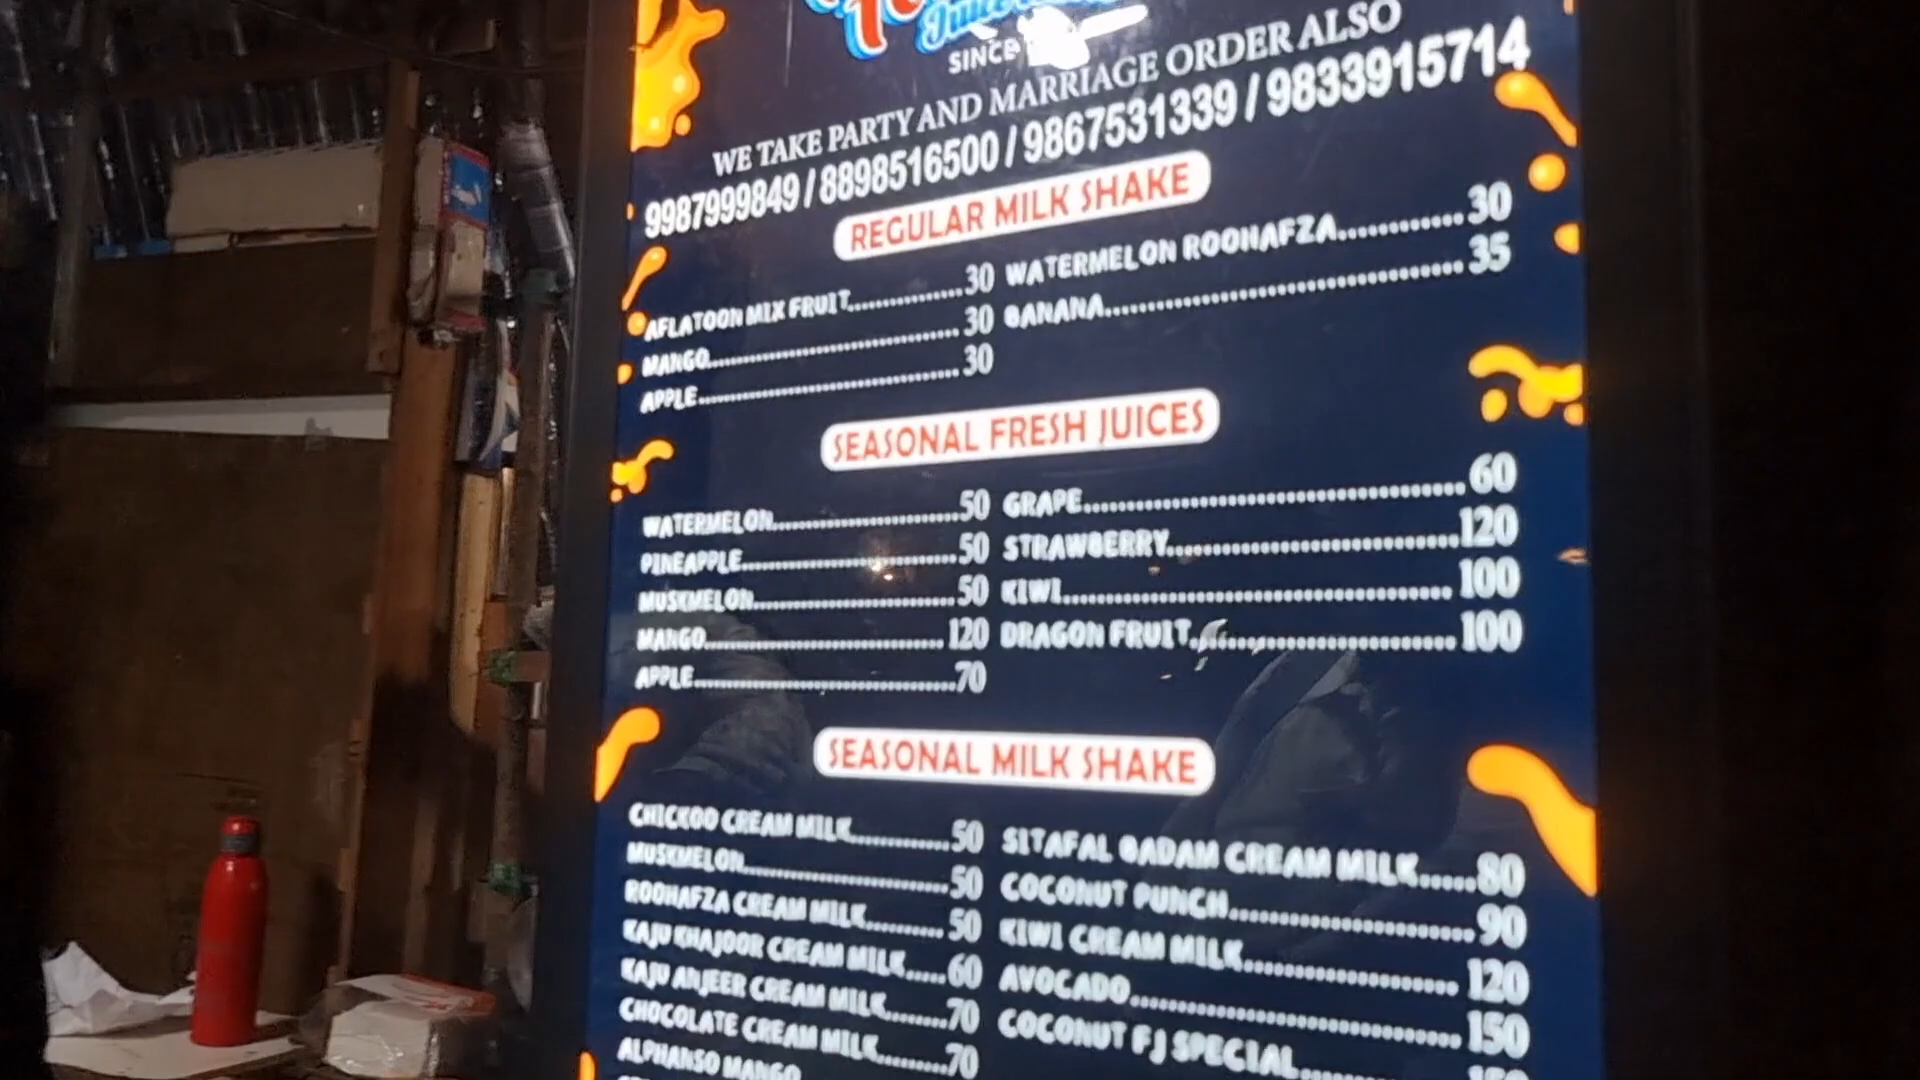 SINCE
WE TAKE PARTY AND MARRIAGE ORDER ALSO
9987999849 / 8898516500 / 9867531339 / 9833915714
REGULAR MILK SHAKE
AFLATOON MIX FRUIT 30
MANGO 30
APPLE 30
WATERMELON ROOHAFZA 30
BANANA 35
SEASONAL FRESH JUICES
WATERMELON 50
PINEAPPLE 50
MUSKMELON 50
MANGO 120
APPLE 70
GRAPE 60
STRAWBERRY 120
KIWI 100
DRAGON FRUIT 100
SEASONAL MILK SHAKE
CHICKOO CREAM MILK 50
MUSKMELON 50
ROOHAFZA CREAM MILK 50
KAJU KHAJOOR CREAM MILK 60
KAJU ANJEER CREAM MILK 70
CHOCOLATE CREAM MILK 70
ALPHANSO MANGO
SITAFAL BADAM CREAM MILK 80
COCONUT PUNCH 90
KIWI CREAM MILK 120
AVOCADO 150
COCONUT FJ SPECIAL